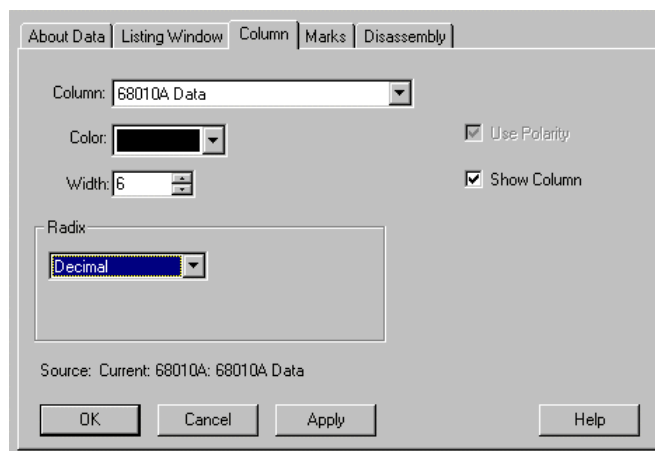 About Data Listing Window Column Marks Disassembly
Column: 68010A Data
Color: Use Polarity
Width: 6 Show Column
Radix
Decimal
Source: Current: 68010A: 68010A Data
OK Cancel Apply Help